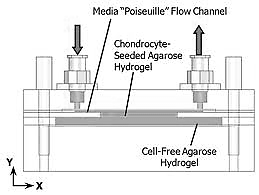 Media "Poiseuille" Flow Channel
Chondrocyte-
Seeded Agarose
Hydrogel
Cell-Free Agarose
Hydrogel
Y
X